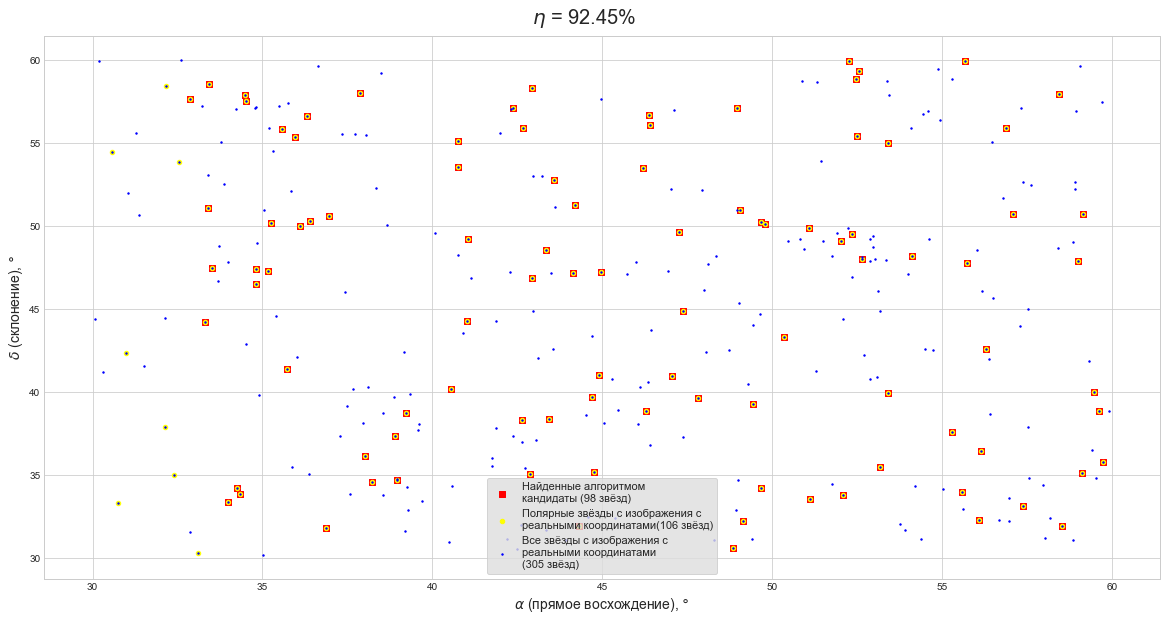 η = 92.45%
60
55
50
45
40
35
30
δ (склонение), °
Найденные алгоритмом
кандидаты (98 звёзд)
Полярные звёзды с изображения с
реальными координатами(106 звёзд)
Все звёзды с изображения с
реальными координатами
(305 звёзд)
30 35 40 45 50 55 60
α (прямое восхождение), °